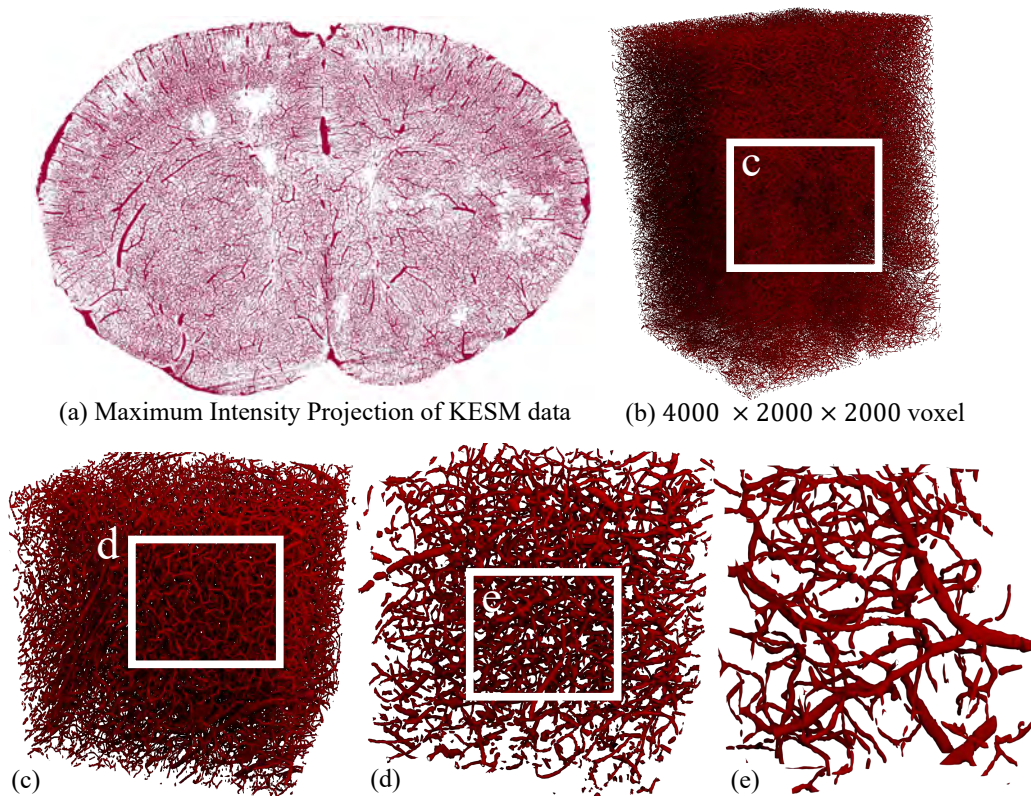 c
(a) Maximum Intensity Projection of KESM data
(b) 4000 × 2000 × 2000 voxel
d
e
(c)
(d)
(e)